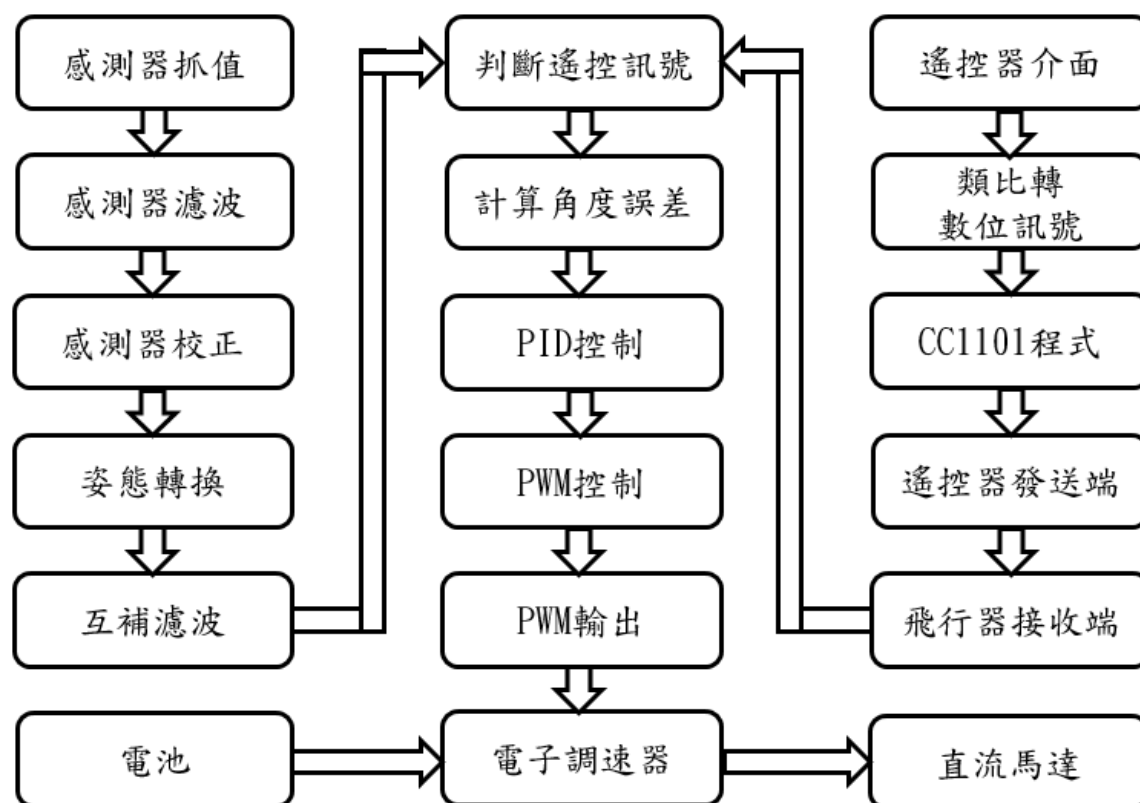 感測器抓值
感測器濾波
感測器校正
姿態轉換
互補濾波
電池
判斷遙控訊號
計算角度誤差
PID控制
PWM控制
PWM輸出
電子調速器
遙控器介面
類比轉
數位訊號
CC1101程式
遙控器發送端
飛行器接收端
直流馬達